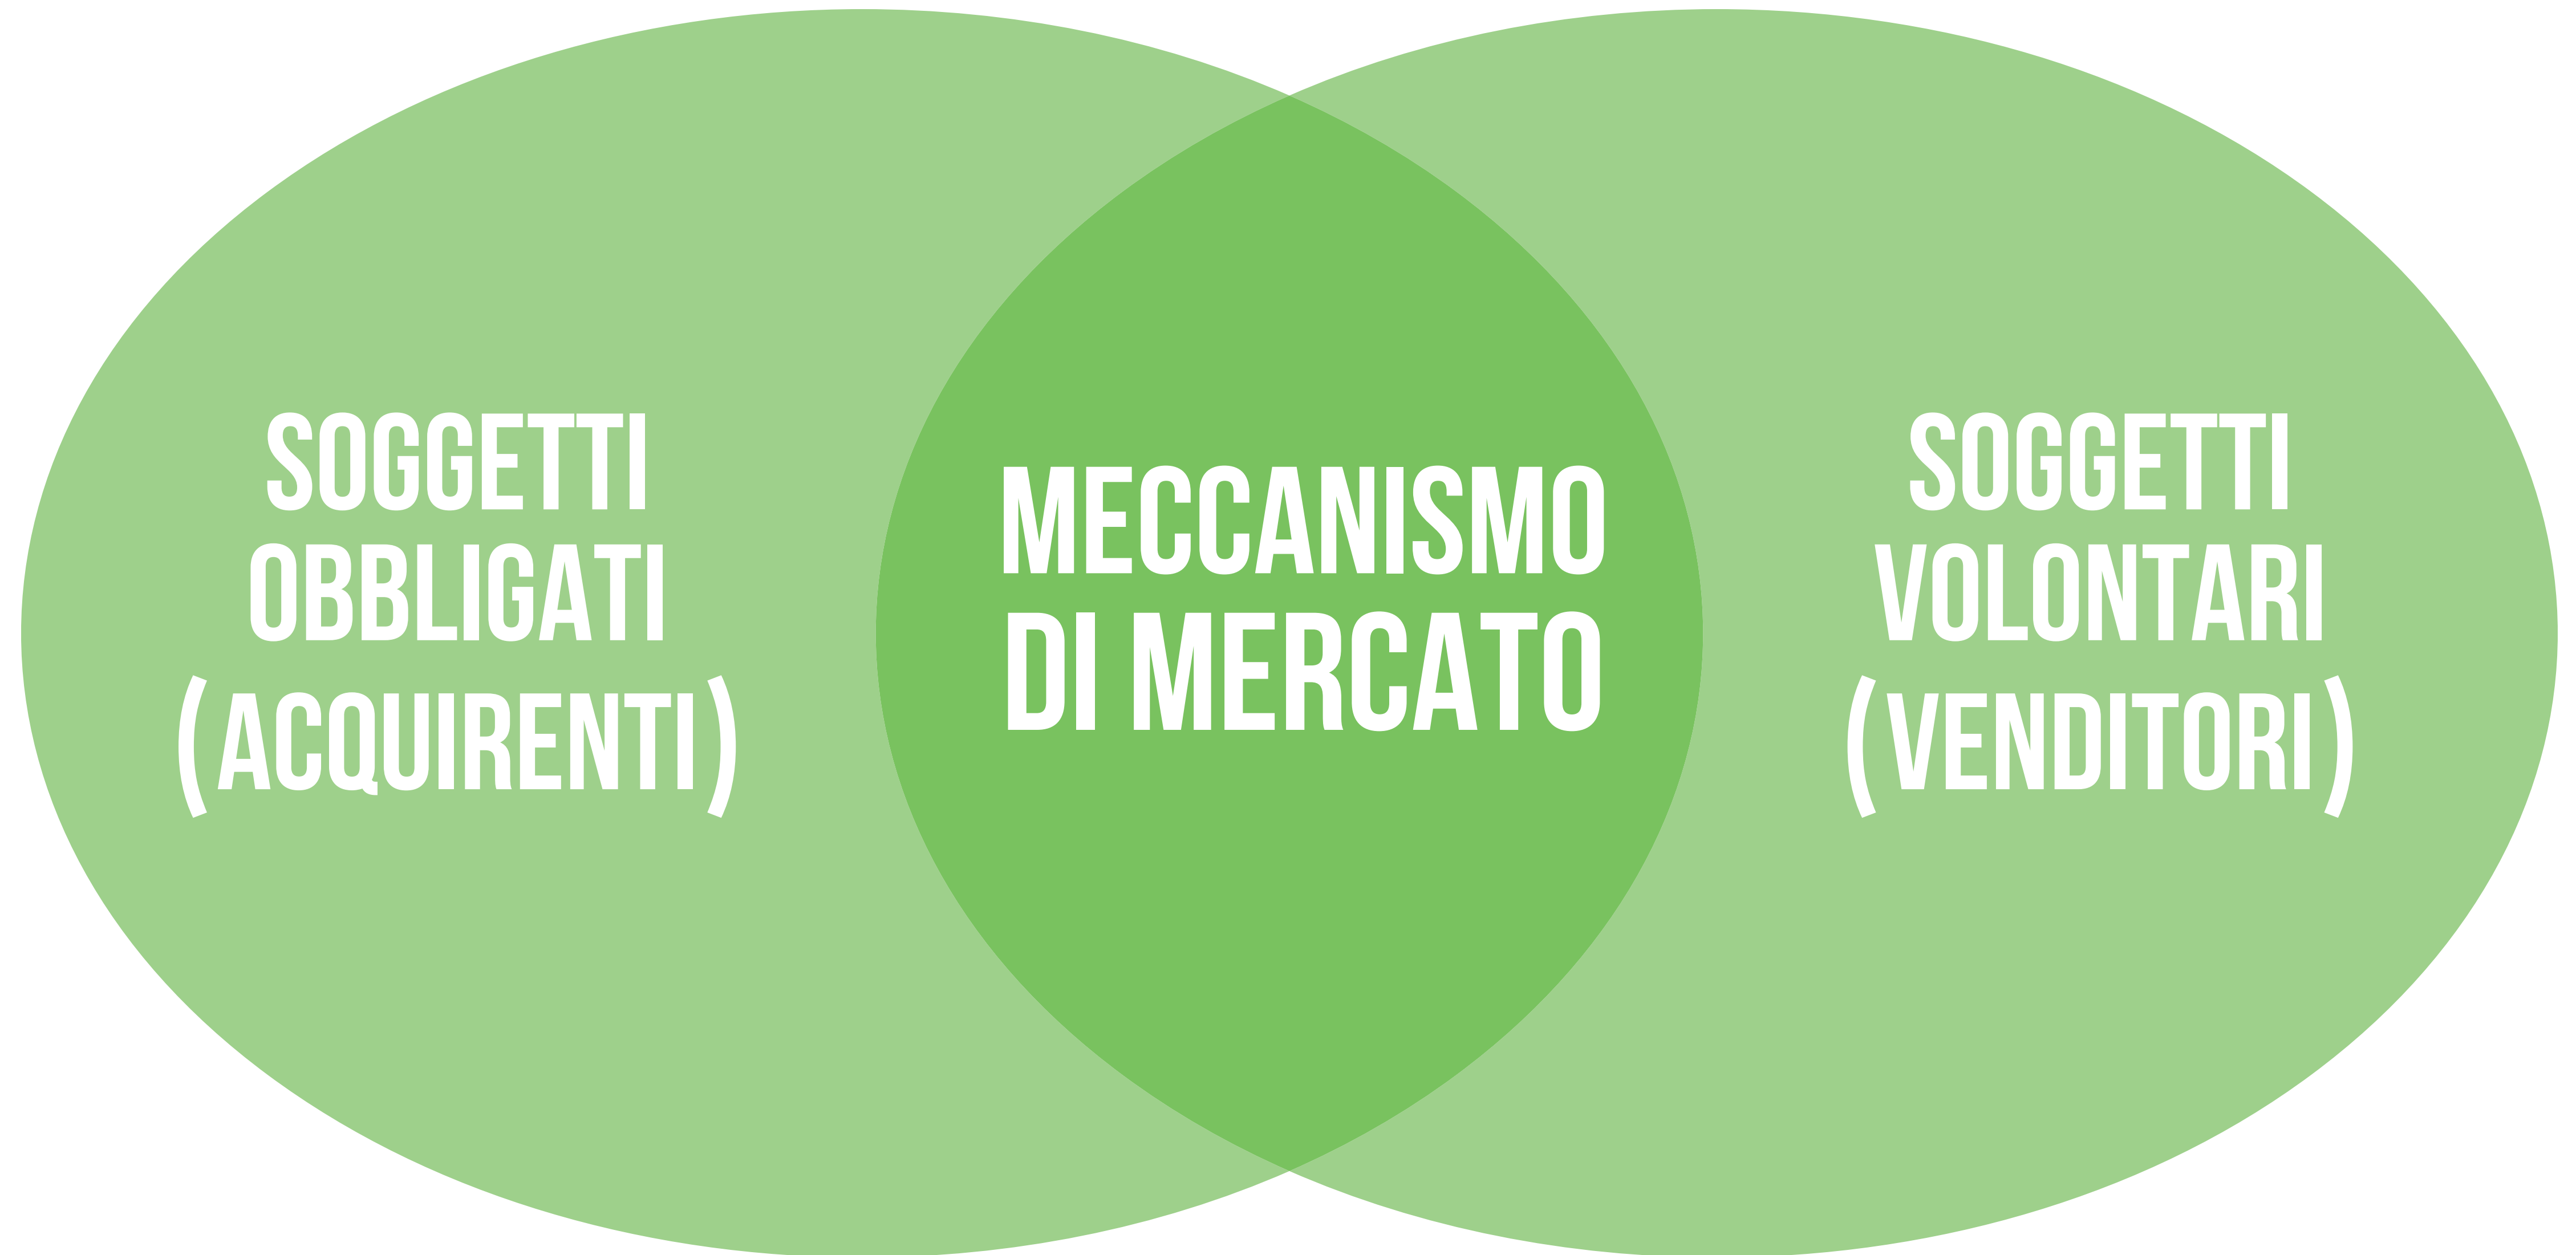 SOGGETTI
OBBLIGATI
(ACQUIRENTI)
MECCANISMO
DI MERCATO
SOGGETTI
VOLONTARI
(VENDITORI)